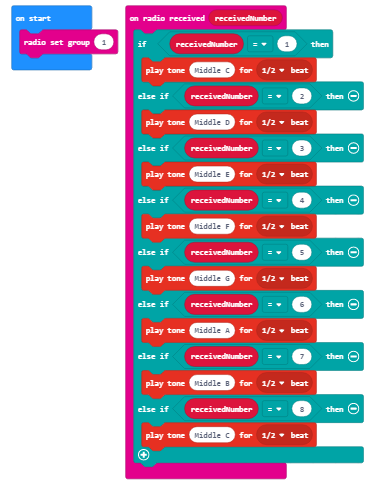 on start
radio set group 1
on radio received receivedNumber
if receivedNumber = 1 then
play tone Middle C for 1/2 beat
else if receivedNumber = 2 then
play tone Middle D for 1/2 beat
else if receivedNumber = 3 then
play tone Middle E for 1/2 beat
else if receivedNumber = 4 then
play tone Middle F for 1/2 beat
else if receivedNumber = 5 then
play tone Middle G for 1/2 beat
else if receivedNumber = 6 then
play tone Middle A for 1/2 beat
else if receivedNumber = 7 then
play tone Middle B for 1/2 beat
else if receivedNumber = 8 then
play tone Middle C for 1/2 beat